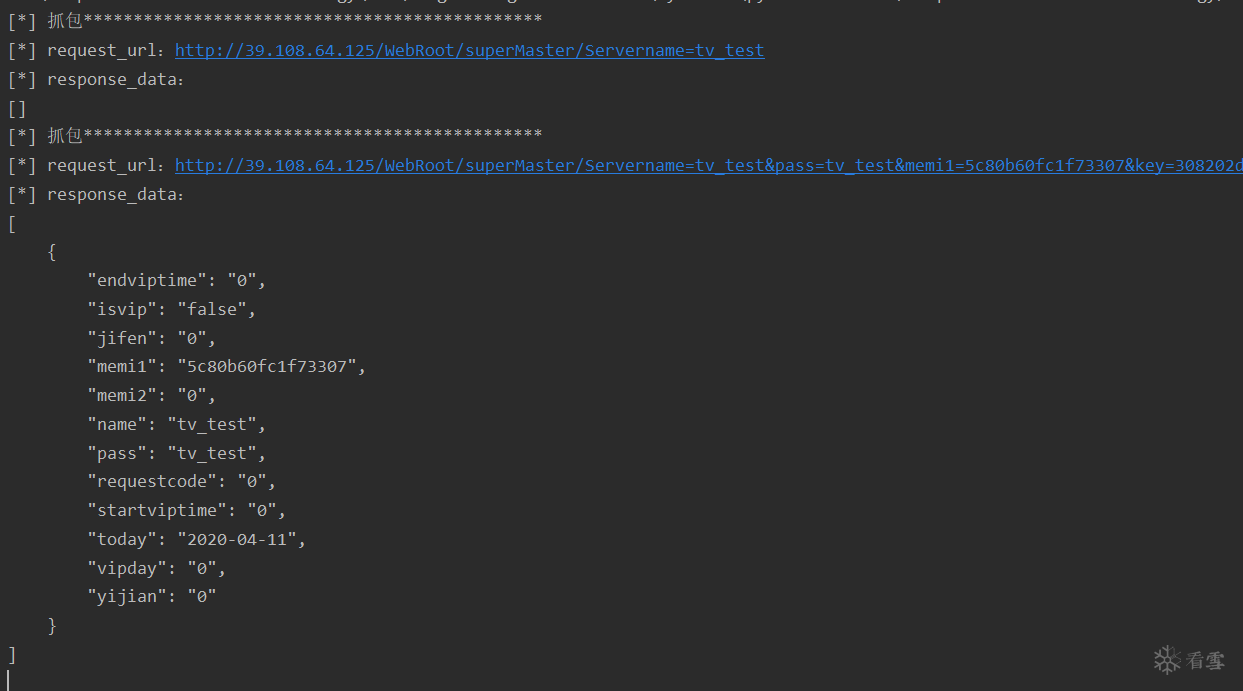 [*] 抓包**********************************************
[*] request_url：http://39.108.64.125/WebRoot/superMaster/Servername=tv_test
[*] response_data：
[]
[*] 抓包**********************************************
[*] request_url：http://39.108.64.125/WebRoot/superMaster/Servername=tv_test&pass=tv_test&memi1=5c80b60fc1f73307&key=308202d
[*] response_data：
[
    {
        "endviptime": "0",
        "isvip": "false",
        "jifen": "0",
        "memi1": "5c80b60fc1f73307",
        "memi2": "0",
        "name": "tv_test",
        "pass": "tv_test",
        "requestcode": "0",
        "startviptime": "0",
        "today": "2020-04-11",
        "vipday": "0",
        "yijian": "0"
    }
]
看雪